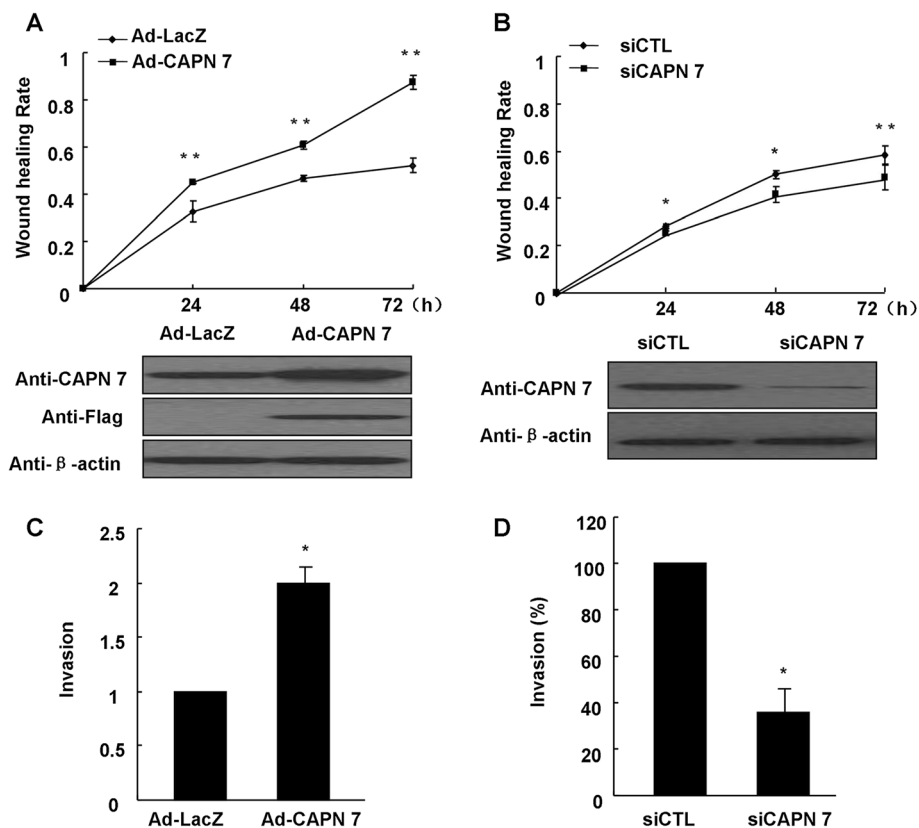 A
Ad-LacZ
Ad-CAPN 7
Wound healing Rate
1
0.8
0.6
0.4
0.2
0
* *
* *
* *
24
48
72 (h)
Ad-LacZ
Ad-CAPN 7
Anti-CAPN 7
Anti-Flag
Anti-β-actin
B
siCTL
siCAPN 7
Wound healing Rate
1
0.8
0.6
0.4
0.2
0
*
*
* *
24
48
72 (h)
siCTL
siCAPN 7
Anti-CAPN 7
Anti-β-actin
C
Invasion
2.5
2
1.5
1
0.5
0
*
Ad-LacZ
Ad-CAPN 7
D
Invasion (%)
120
100
80
60
40
20
0
*
siCTL
siCAPN 7